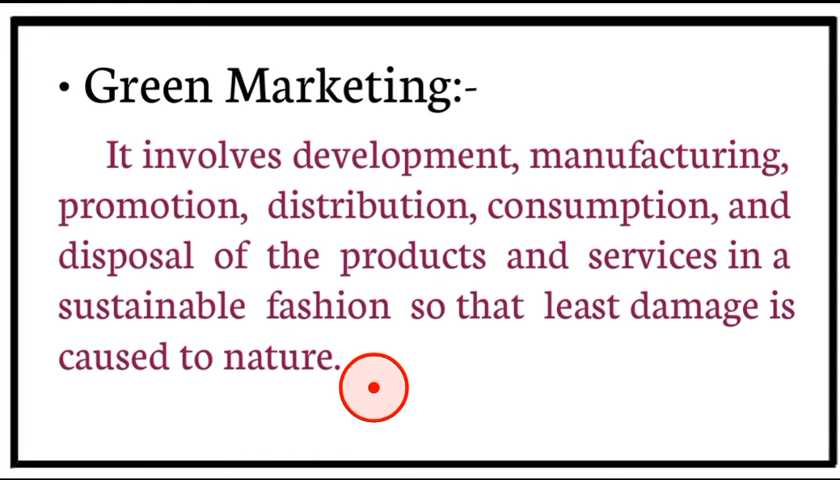 • Green Marketing:-
It involves development, manufacturing,
promotion, distribution, consumption, and
disposal of the products and services in a
sustainable fashion so that least damage is
caused to nature.